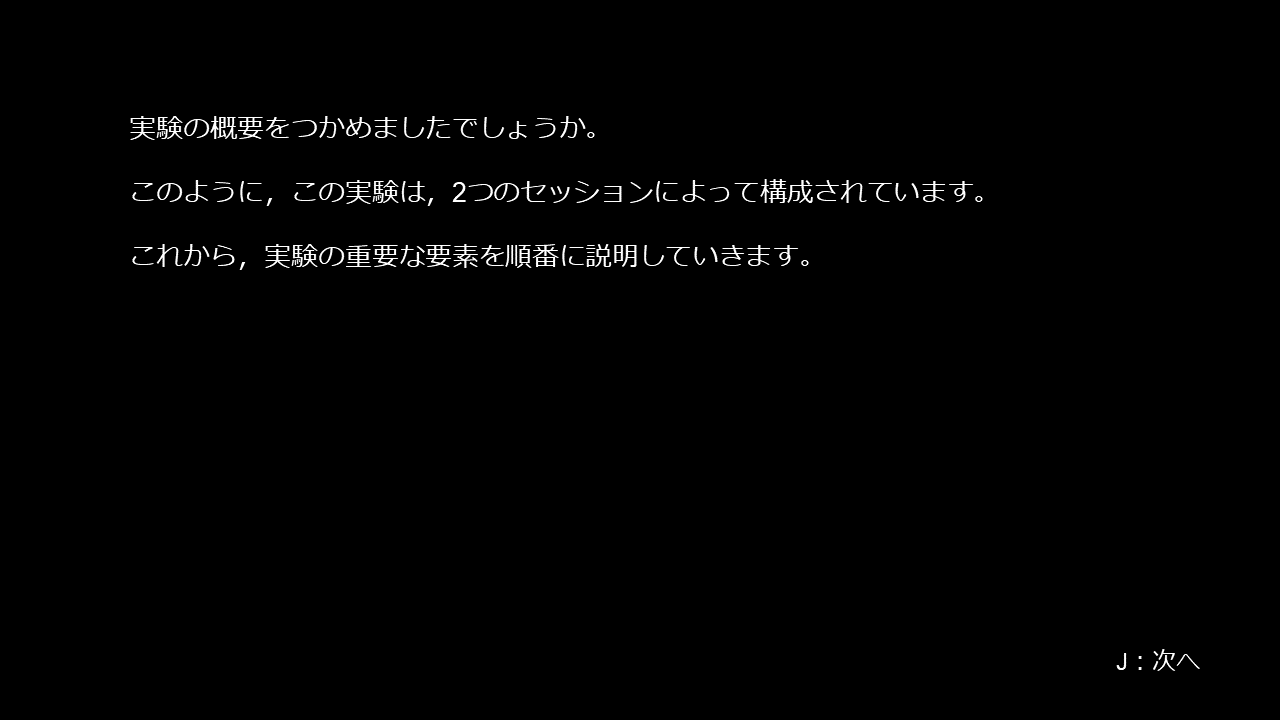 実験の概要をつかめましたでしょうか。
このように，この実験は，2つのセッションによって構成されています。
これから，実験の重要な要素を順番に説明していきます。
J：次へ